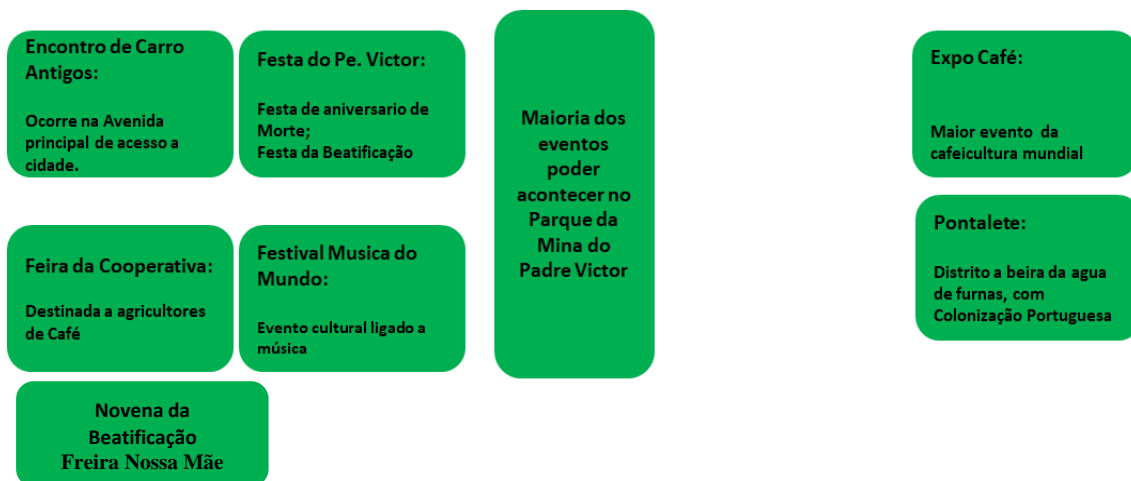 Encontro de Carro
Antigos:
Ocorre na Avenida
principal de acesso a
cidade.
Festa do Pe. Victor:
Festa de aniversario de
Morte;
Festa da Beatificação
Maioria dos
eventos
poder
acontecer no
Parque da
Mina do
Padre Victor
Expo Café:
Maior evento da
cafeicultura mundial
Feira da Cooperativa:
Destinada a agricultores
de Café
Festival Musica do
Mundo:
Evento cultural ligado a
música
Pontalete:
Distrito a beira da agua
de furnas, com
Colonização Portuguesa
Novena da
Beatificação
Freira Nossa Mãe